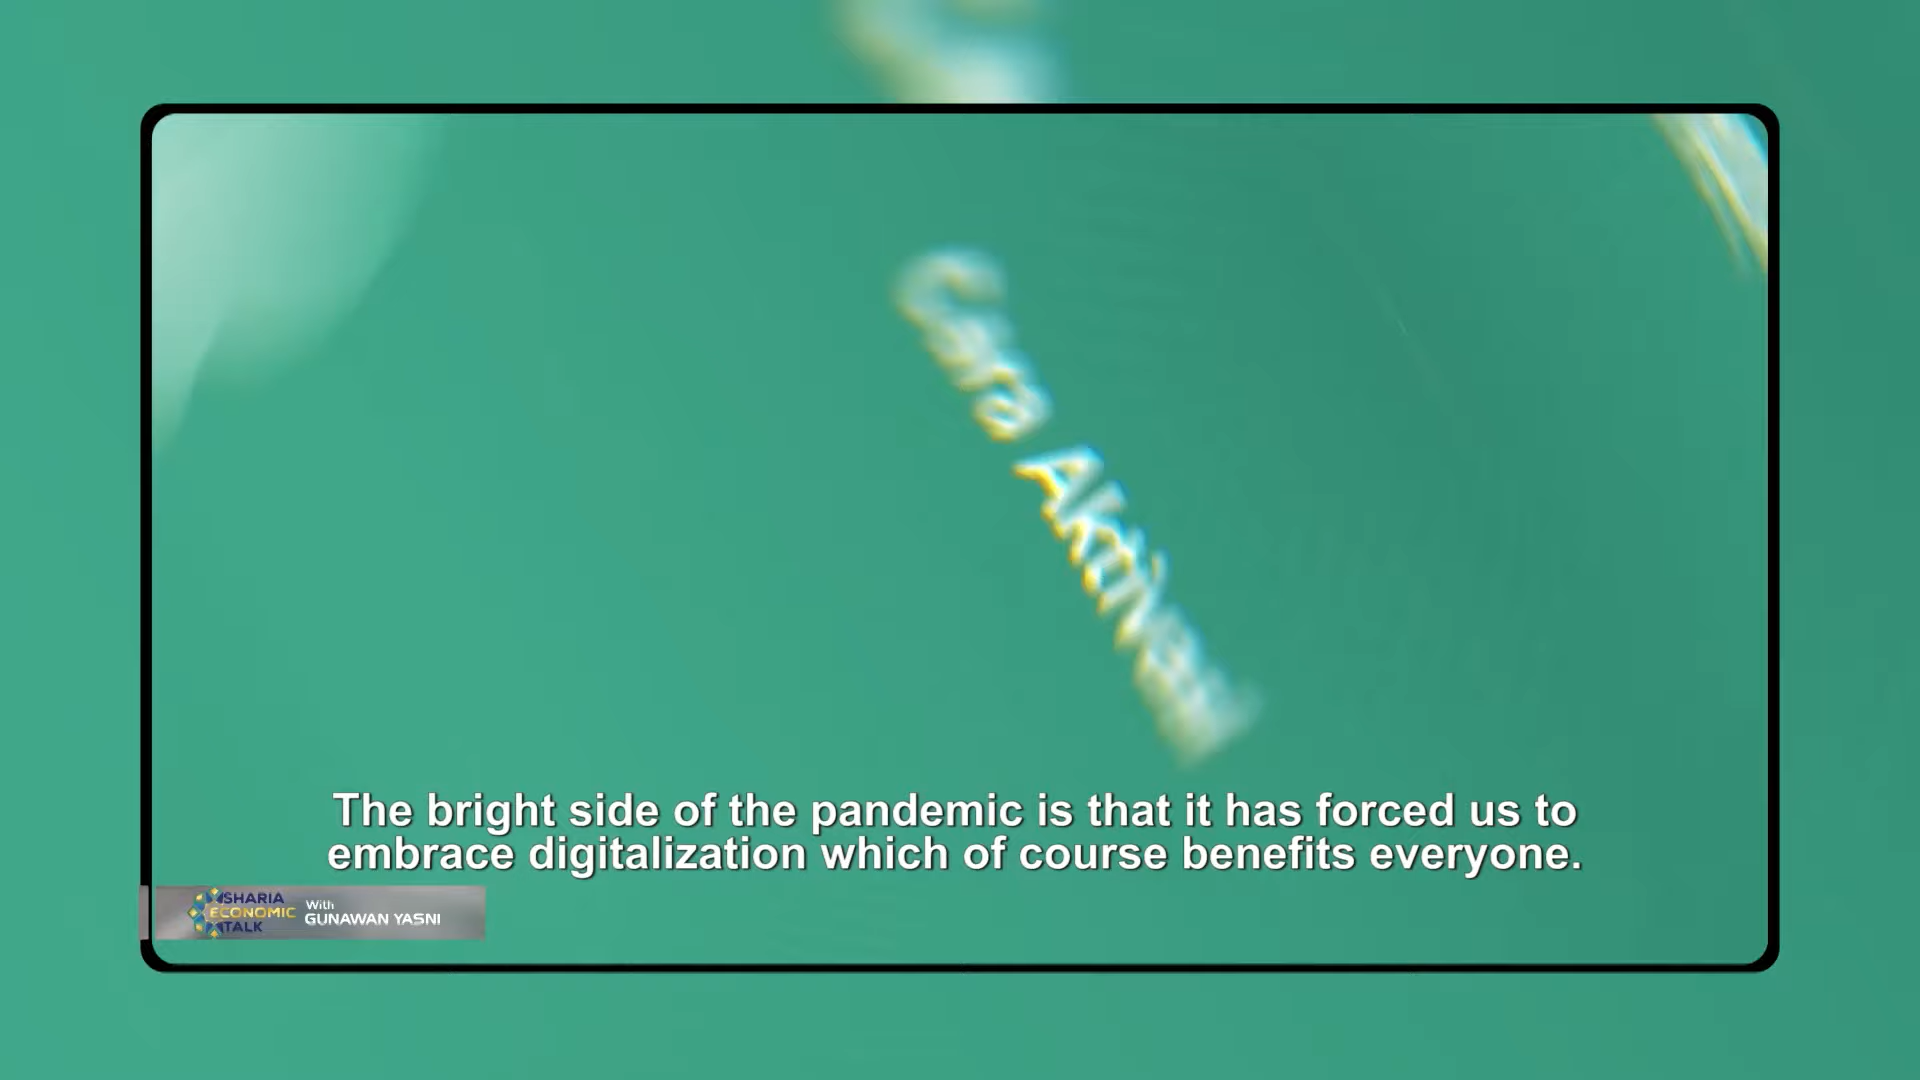 Cara
The bright side of the pandemic is that it has forced us to
embrace digitalization which of course benefits everyone.
SHARIA
ECONOMIC
TALK
With
GUNAWAN YASNI